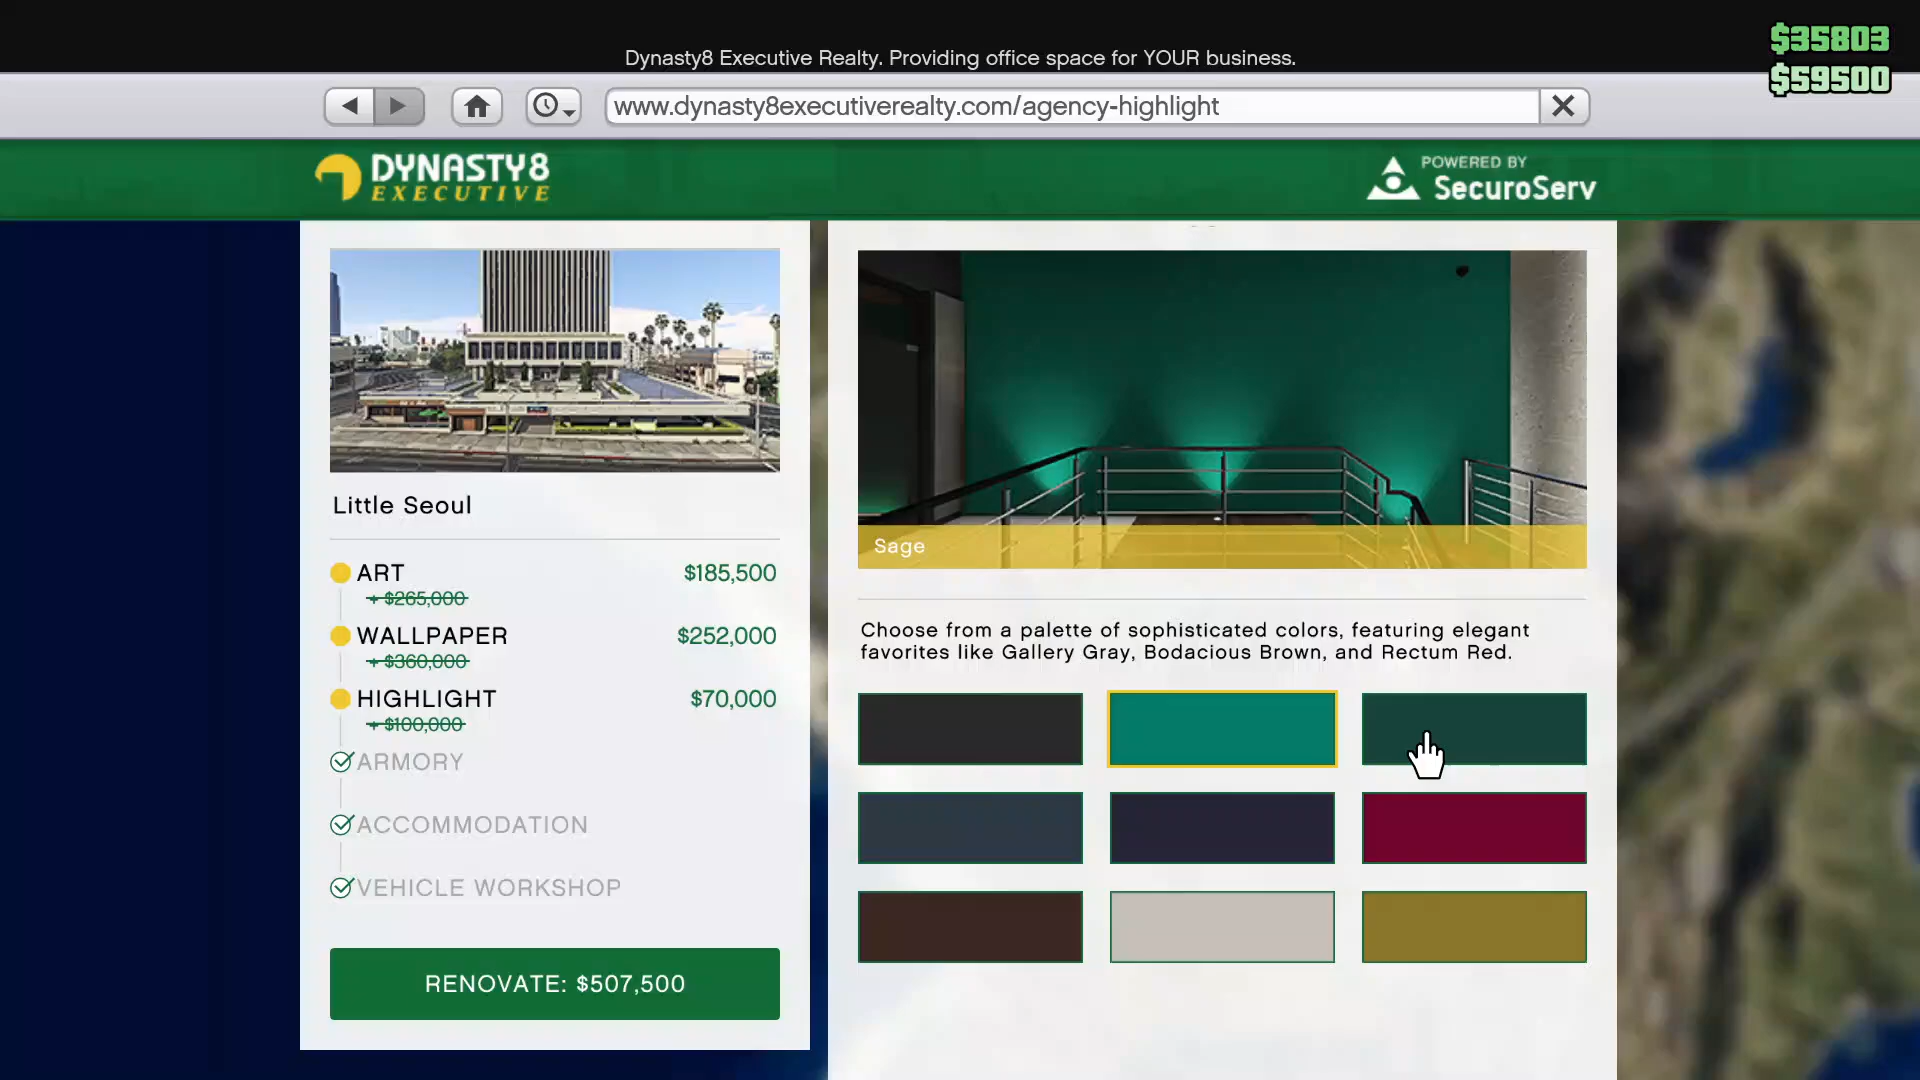 Dynasty8 Executive Realty. Providing office space for YOUR business.
$35803
$59500
www.dynasty8executiverealty.com/agency-highlight
DYNASTY8
EXECUTIVE
POWERED BY
SecuroServ
Little Seoul
ART $185,500
+ $265,000
WALLPAPER $252,000
+ $360,000
HIGHLIGHT $70,000
+ $100,000
ARMORY
ACCOMMODATION
VEHICLE WORKSHOP
RENOVATE: $507,500
Sage
Choose from a palette of sophisticated colors, featuring elegant
favorites like Gallery Gray, Bodacious Brown, and Rectum Red.